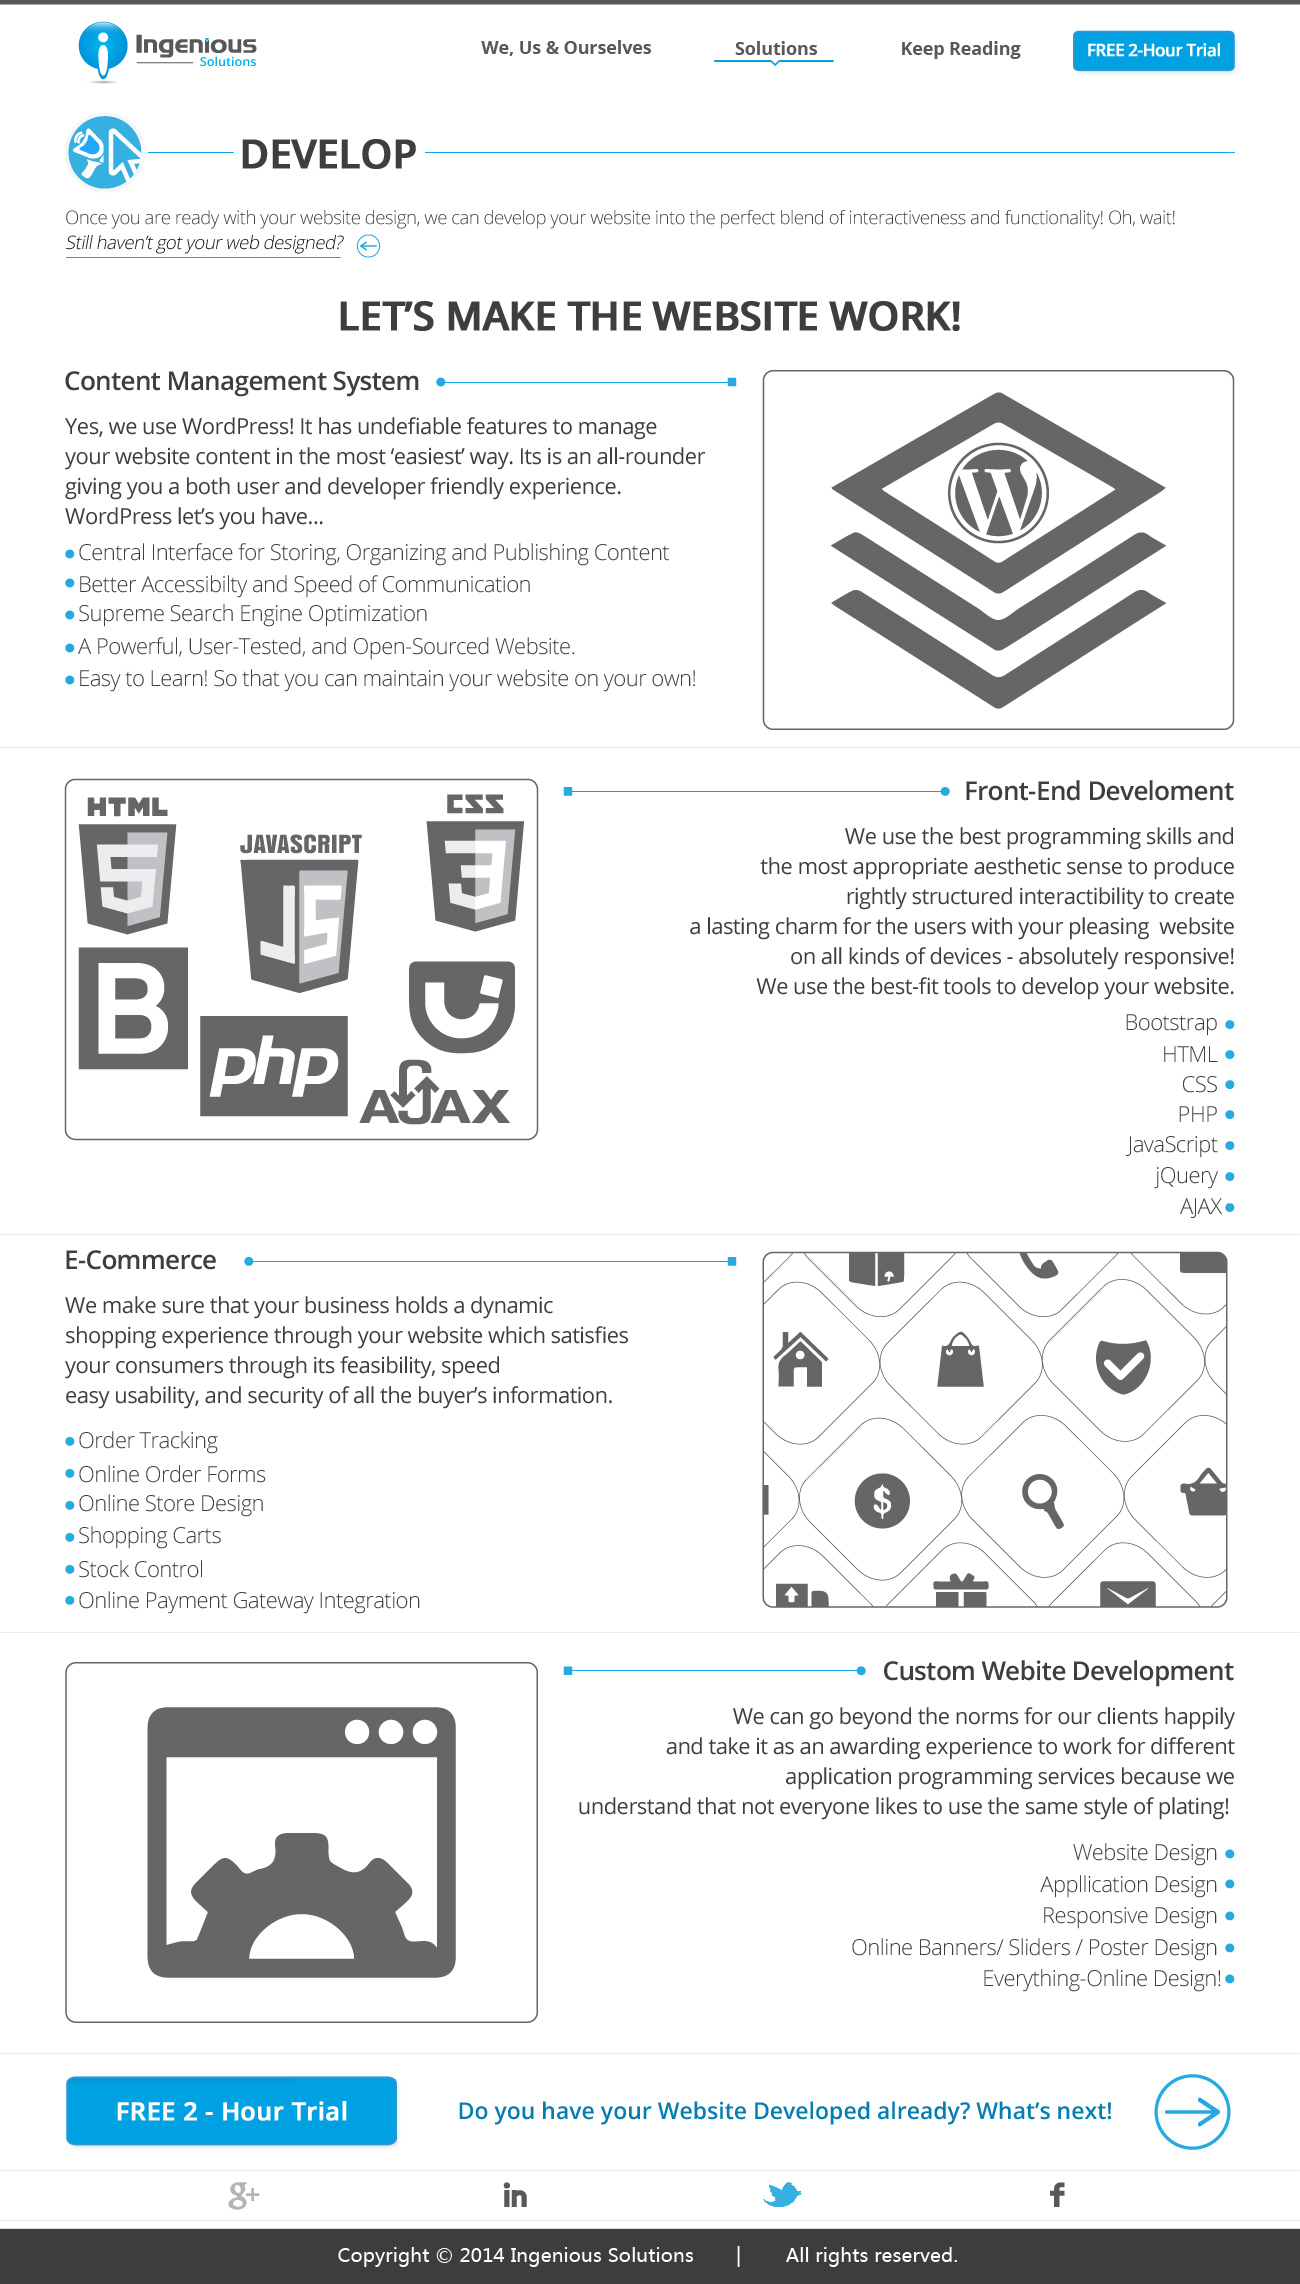 Ingenious
Solutions
We, Us & Ourselves
Solutions
Keep Reading
FREE 2-Hour Trial
DEVELOP
Once you are ready with your website design, we can develop your website into the perfect blend of interactiveness and functionality! Oh, wait!
Still haven't got your web designed?
LET'S MAKE THE WEBSITE WORK!
Content Management System
Yes, we use WordPress! It has undefiable features to manage
your website content in the most ‘easiest’ way. Its is an all-rounder
giving you a both user and developer friendly experience.
WordPress let's you have...
Central Interface for Storing, Organizing and Publishing Content
Better Accessibilty and Speed of Communication
Supreme Search Engine Optimization
A Powerful, User-Tested, and Open-Sourced Website.
Easy to Learn! So that you can maintain your website on your own!
W
HTML
5
JAVASCRIPT
JS
CSS
3
B
php
AJAX
Front-End Develoment
We use the best programming skills and
the most appropriate aesthetic sense to produce
rightly structured interactibility to create
a lasting charm for the users with your pleasing website
on all kinds of devices - absolutely responsive!
We use the best-fit tools to develop your website.
Bootstrap
HTML
CSS
PHP
JavaScript
jQuery
AJAX
E-Commerce
We make sure that your business holds a dynamic
shopping experience through your website which satisfies
your consumers through its feasibility, speed
easy usability, and security of all the buyer's information.
Order Tracking
Online Order Forms
Online Store Design
Shopping Carts
Stock Control
Online Payment Gateway Integration
$
Custom Webite Development
We can go beyond the norms for our clients happily
and take it as an awarding experience to work for different
application programming services because we
understand that not everyone likes to use the same style of plating!
Website Design
Appllication Design
Responsive Design
Online Banners/ Sliders / Poster Design
Everything-Online Design!
FREE 2 - Hour Trial
Do you have your Website Developed already? What's next!
g+
in
f
Copyright © 2014 Ingenious Solutions | All rights reserved.